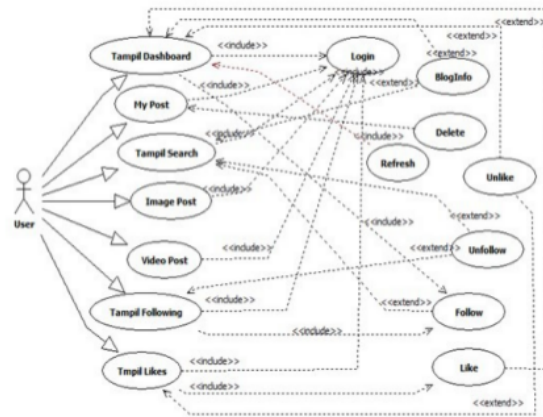 <<extend>>
<<extend>>
Tampil Dashboard
<<include>>
Login
<<extend>>
<<include>>
<<extend>>
BlogInfo
My Post
<<include>>
Delete
Tampil Search
<<include>>
<<include>>
Refresh
Unlike
Image Post
<<include>>
User
<<include>>
<<extend>>
Video Post
<<include>>
<<extend>>
Unfollow
Tampil Following
<<include>>
<<extend>>
Follow
<<include>>
Tmpil Likes
<<include>>
Like
<<include>>
<<extend>>